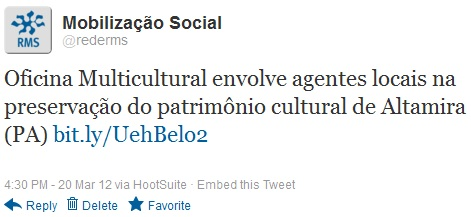 RMS
Mobilização Social
@rederms
Oficina Multicultural envolve agentes locais na
preservação do patrimônio cultural de Altamira
(PA) bit.ly/UehBelo2
4:30 PM - 20 Mar 12 via HootSuite · Embed this Tweet
Reply Delete Favorite